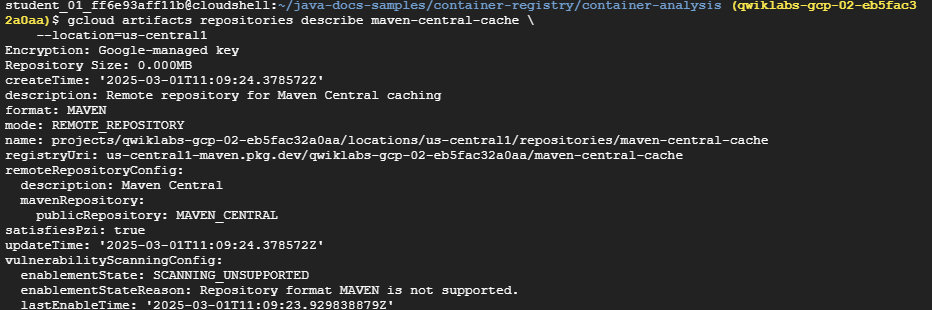 student_01_ff6e93aff11b@cloudshell:~/java-docs-samples/container-registry/container-analysis (qwiklabs-gcp-02-eb5fac3
2a0aa)$ gcloud artifacts repositories describe maven-central-cache \
    --location=us-central1
Encryption: Google-managed key
Repository Size: 0.000MB
createTime: '2025-03-01T11:09:24.378572Z'
description: Remote repository for Maven Central caching
format: MAVEN
mode: REMOTE_REPOSITORY
name: projects/qwiklabs-gcp-02-eb5fac32a0aa/locations/us-central1/repositories/maven-central-cache
registryUri: us-central1-maven.pkg.dev/qwiklabs-gcp-02-eb5fac32a0aa/maven-central-cache
remoteRepositoryConfig:
  description: Maven Central
  mavenRepository:
    publicRepository: MAVEN_CENTRAL
satisfiesPzi: true
updateTime: '2025-03-01T11:09:24.378572Z'
vulnerabilityScanningConfig:
  enablementState: SCANNING_UNSUPPORTED
  enablementStateReason: Repository format MAVEN is not supported.
  lastEnableTime: '2025-03-01T11:09:23.929838879Z'